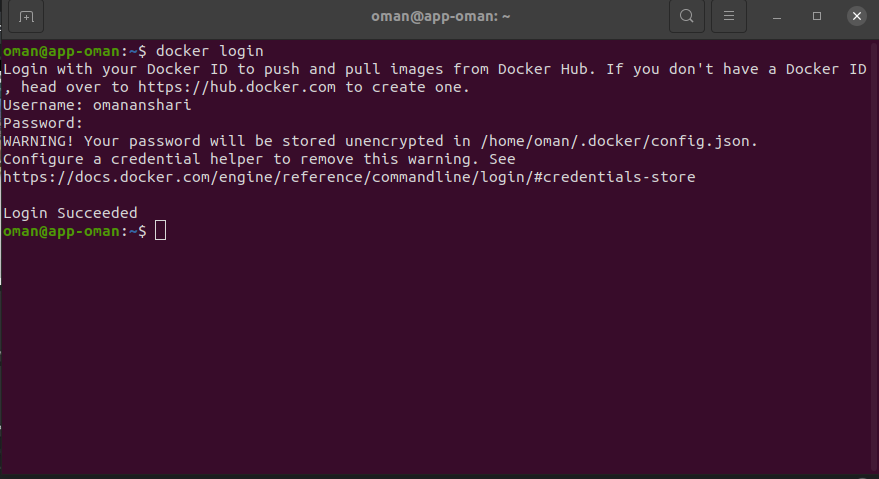 oman@app-oman: ~
oman@app-oman:~$ docker login
Login with your Docker ID to push and pull images from Docker Hub. If you don't have a Docker ID
, head over to https://hub.docker.com to create one.
Username: omananshari
Password:
WARNING! Your password will be stored unencrypted in /home/oman/.docker/config.json.
Configure a credential helper to remove this warning. See
https://docs.docker.com/engine/reference/commandline/login/#credentials-store
Login Succeeded
oman@app-oman:~$